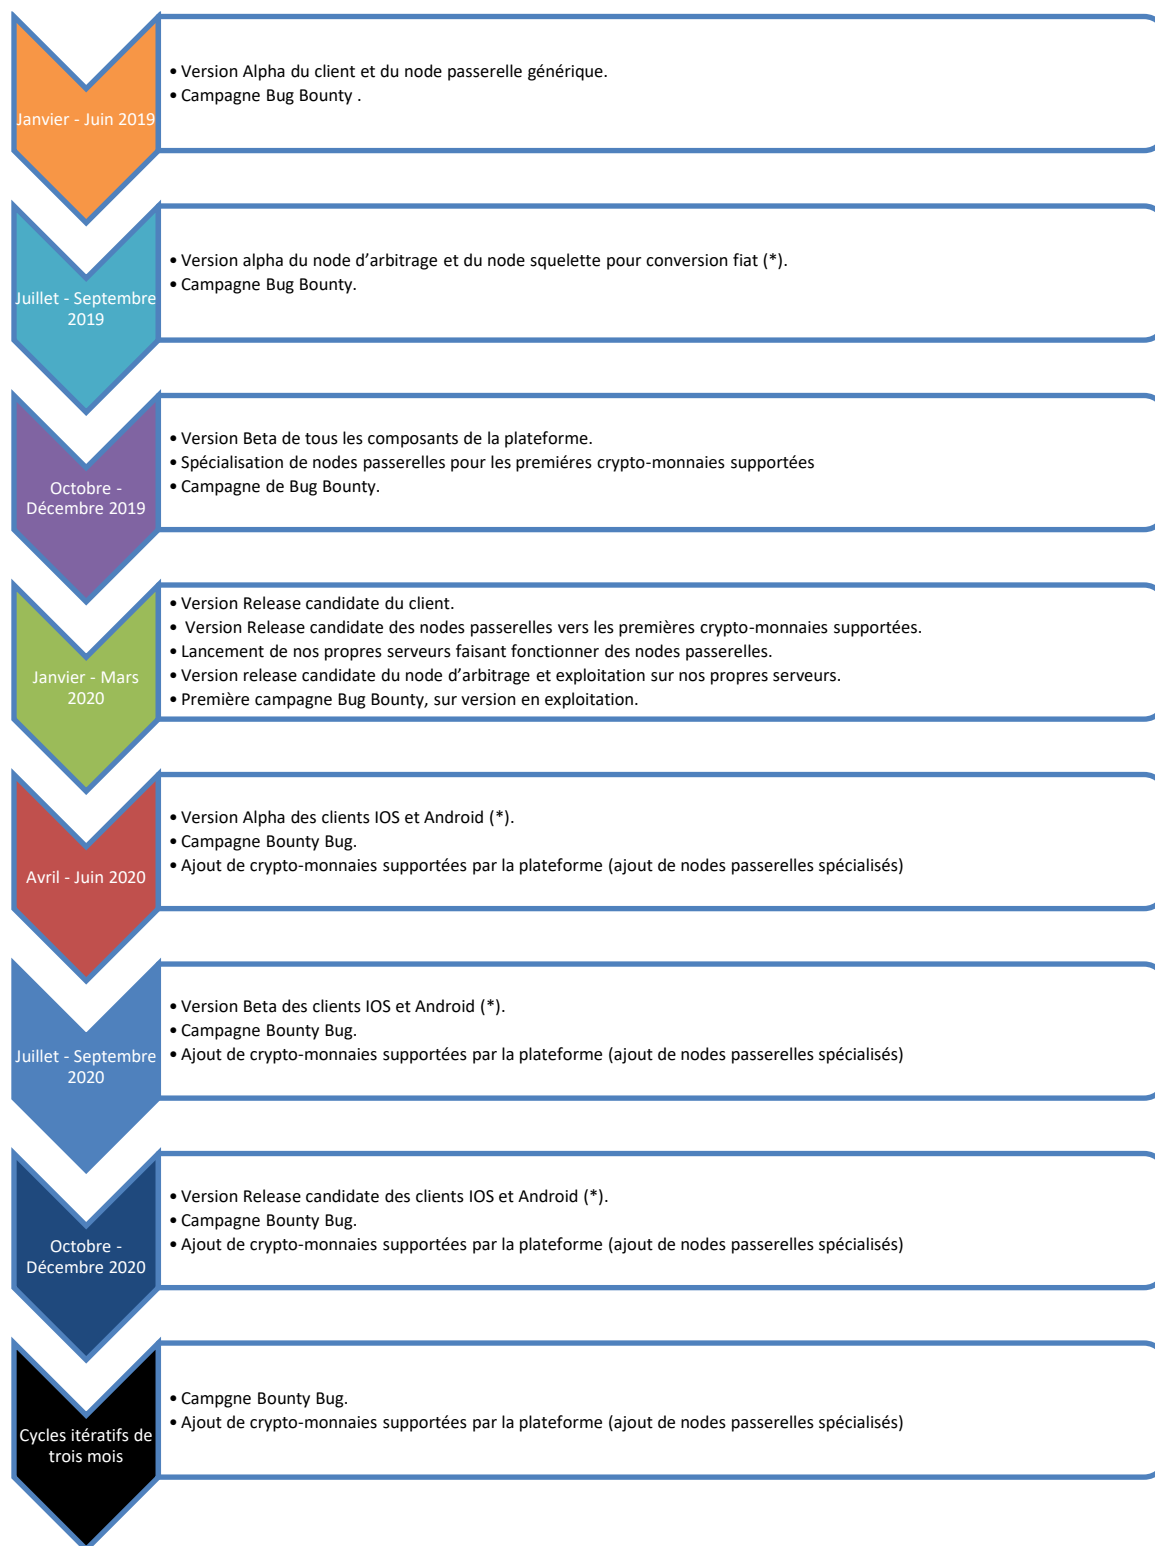 Janvier - Juin 2019
• Version Alpha du client et du node passerelle générique.
• Campagne Bug Bounty .
Juillet - Septembre
2019
• Version alpha du node d’arbitrage et du node squelette pour conversion fiat (*).
• Campagne Bug Bounty.
Octobre -
Décembre 2019
• Version Beta de tous les composants de la plateforme.
• Spécialisation de nodes passerelles pour les premiéres crypto-monnaies supportées
• Campagne de Bug Bounty.
Janvier - Mars
2020
• Version Release candidate du client.
• Version Release candidate des nodes passerelles vers les premières crypto-monnaies supportées.
• Lancement de nos propres serveurs faisant fonctionner des nodes passerelles.
• Version release candidate du node d’arbitrage et exploitation sur nos propres serveurs.
• Première campagne Bug Bounty, sur version en exploitation.
Avril - Juin 2020
• Version Alpha des clients IOS et Android (*).
• Campagne Bounty Bug.
• Ajout de crypto-monnaies supportées par la plateforme (ajout de nodes passerelles spécialisés)
Juillet - Septembre
2020
• Version Beta des clients IOS et Android (*).
• Campagne Bounty Bug.
• Ajout de crypto-monnaies supportées par la plateforme (ajout de nodes passerelles spécialisés)
Octobre -
Décembre 2020
• Version Release candidate des clients IOS et Android (*).
• Campagne Bounty Bug.
• Ajout de crypto-monnaies supportées par la plateforme (ajout de nodes passerelles spécialisés)
Cycles itératifs de
trois mois
• Campgne Bounty Bug.
• Ajout de crypto-monnaies supportées par la plateforme (ajout de nodes passerelles spécialisés)